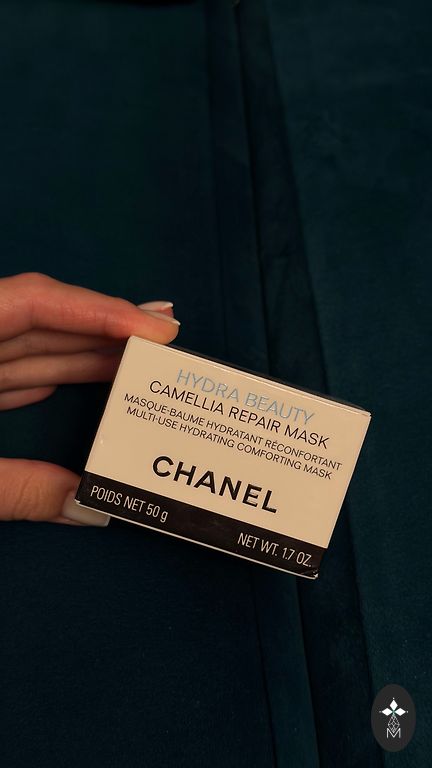 HYDRA BEAUTY
CAMELLIA REPAIR MASK
MASQUE-BAUME HYDRATANT RÉCONFORTANT
MULTI-USE HYDRATING COMFORTING MASK
CHANEL
POIDS NET 50 g
NET WT. 1.7 OZ.
M